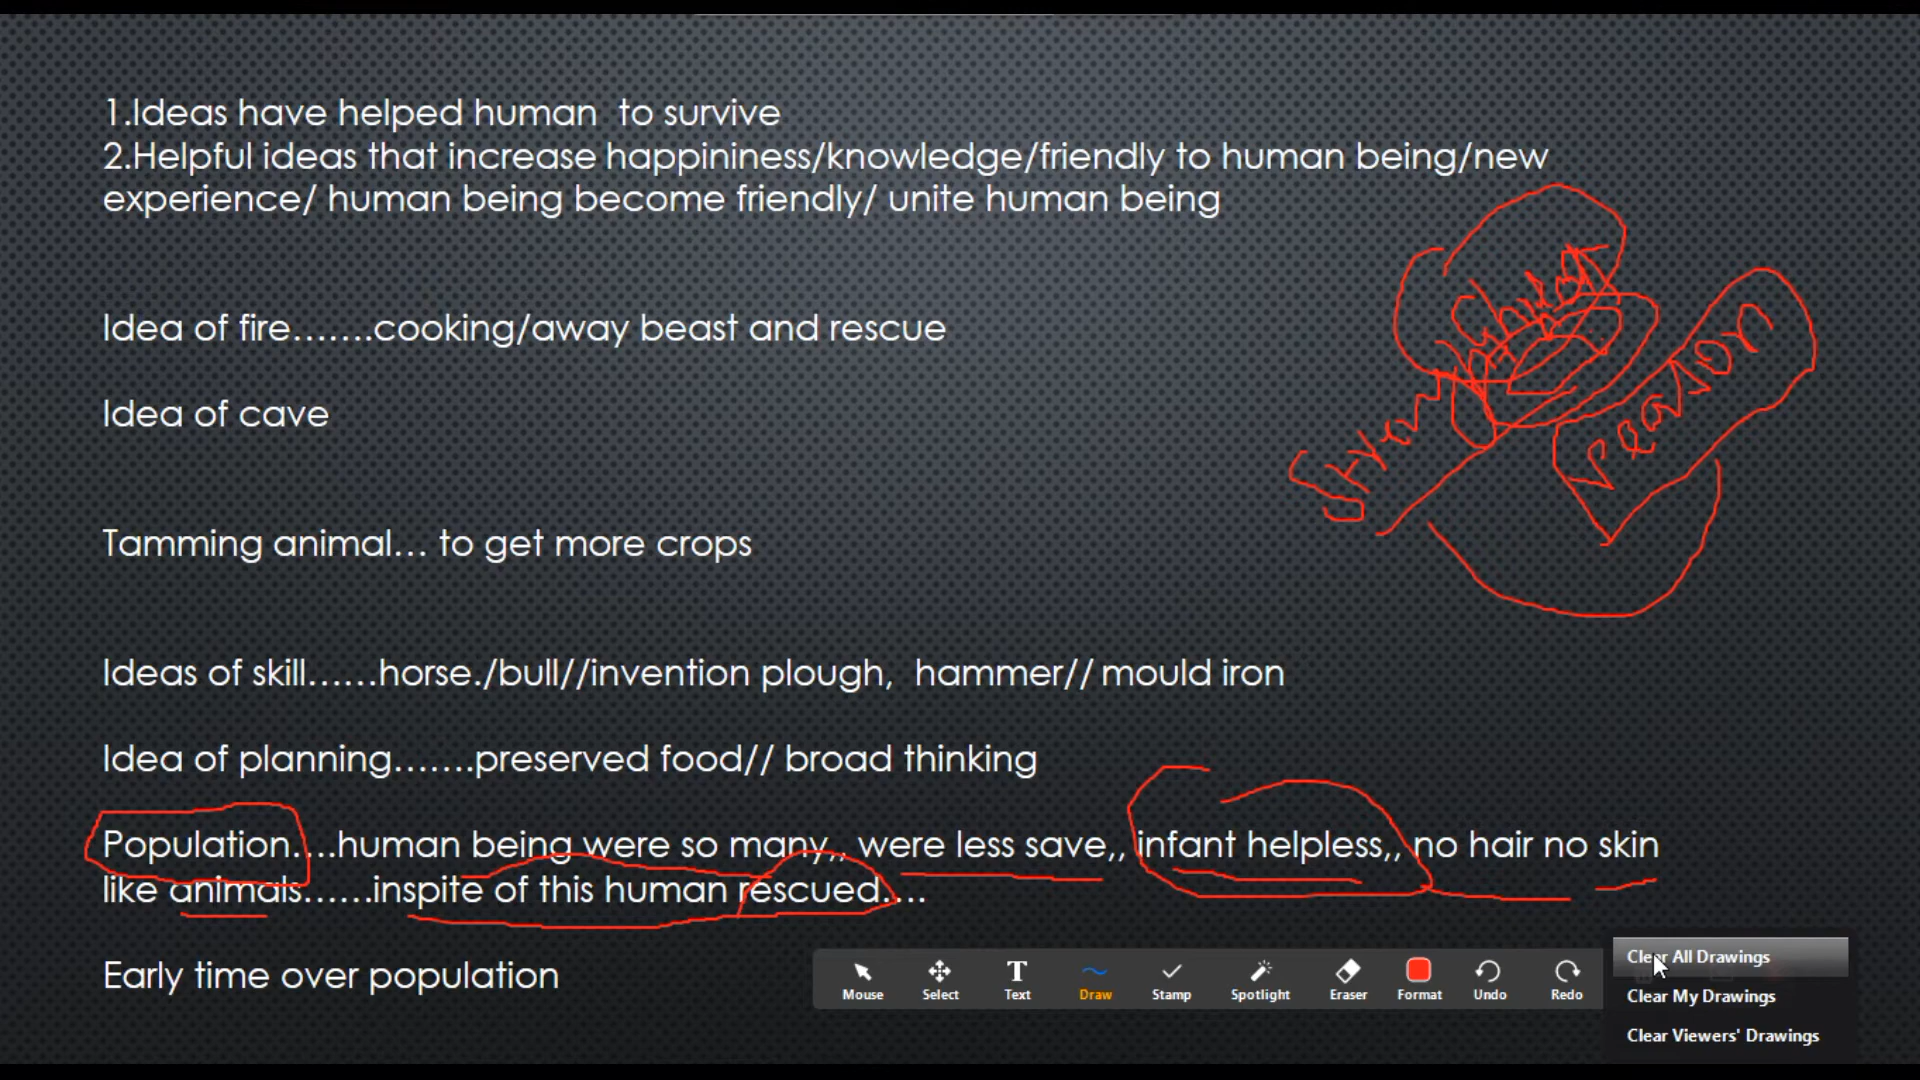 1.Ideas have helped human  to survive
2.Helpful ideas that increase happininess/knowledge/friendly to human being/new
experience/ human being become friendly/ unite human being
Idea of fire…….cooking/away beast and rescue
Idea of cave
Tamming animal… to get more crops
Ideas of skill……horse./bull//invention plough,  hammer// mould iron
Idea of planning…….preserved food// broad thinking
Population….human being were so many,, were less save,, infant helpless,, no hair no skin
like animals……inspite of this human rescued….
Early time over population
Mouse
Select
Text
Draw
Stamp
Spotlight
Eraser
Format
Undo
Redo
Clear All Drawings
Clear My Drawings
Clear Viewers' Drawings